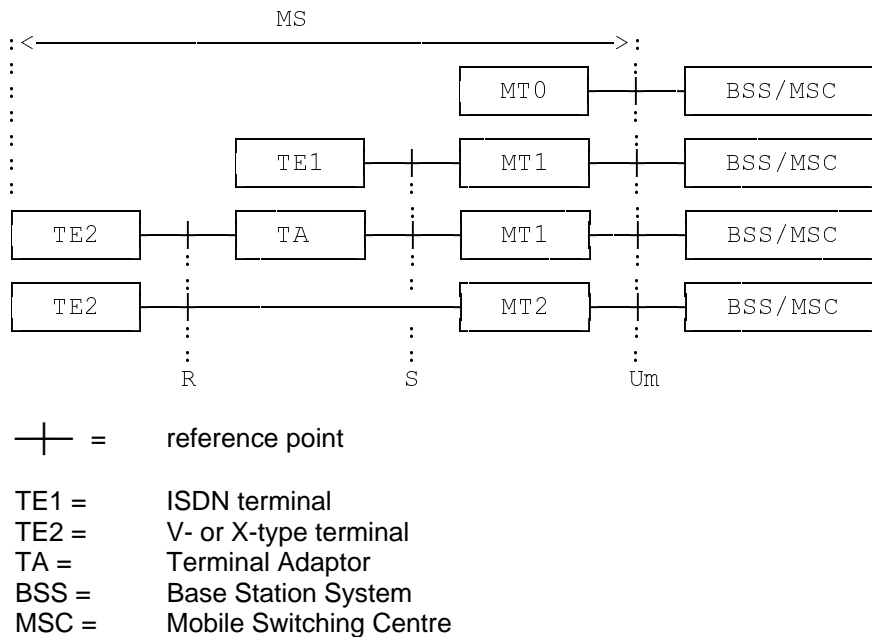 MS
MT0 BSS/MSC
TE1 MT1 BSS/MSC
TE2 TA MT1 BSS/MSC
TE2 MT2 BSS/MSC
R S Um
= reference point
TE1 = ISDN terminal
TE2 = V- or X-type terminal
TA = Terminal Adaptor
BSS = Base Station System
MSC = Mobile Switching Centre